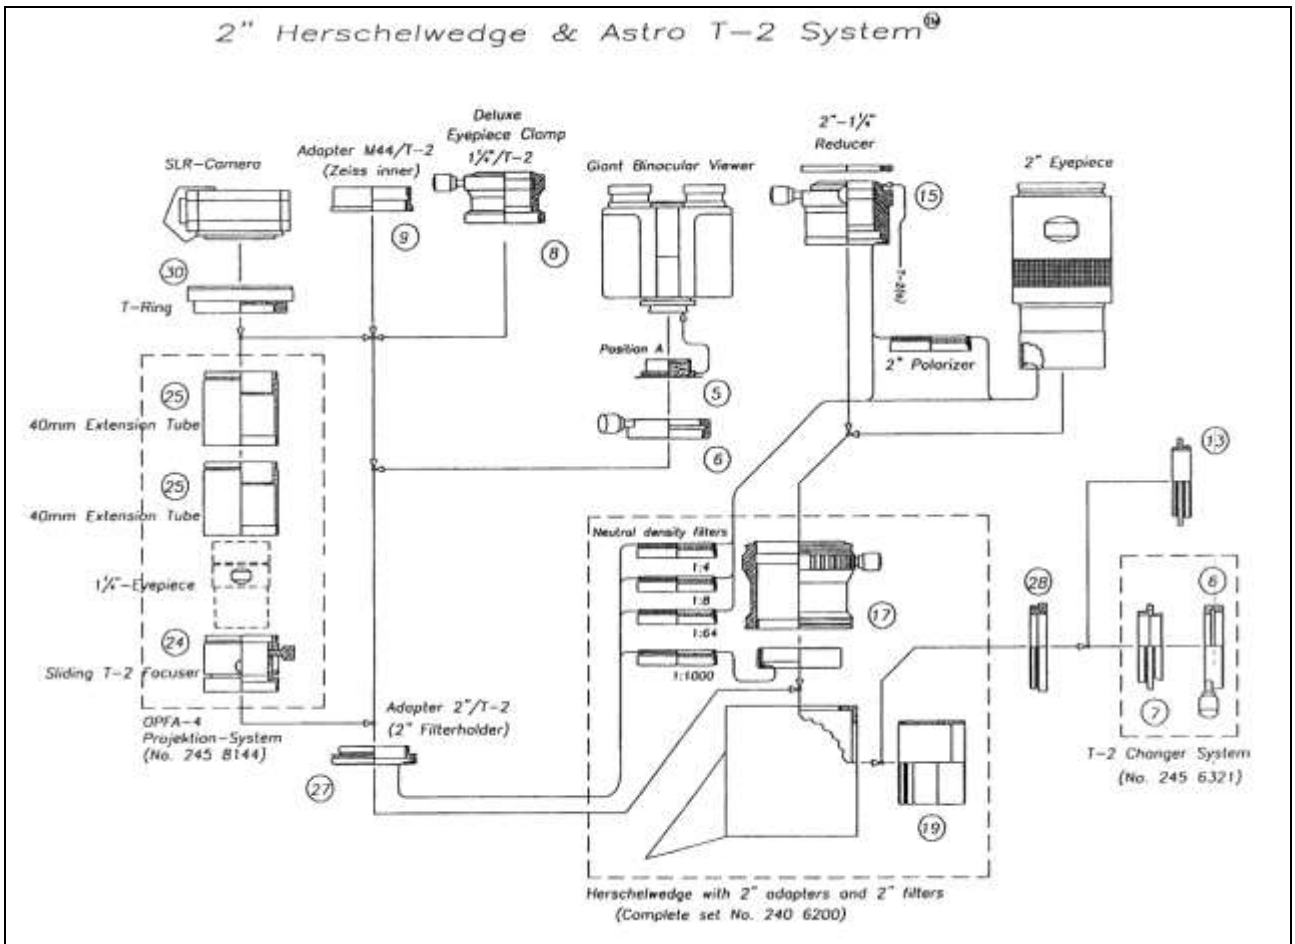 2" Herschelwedge & Astro T-2 System
Deluxe
Eyepiece Clamp
1¼"/T-2
2"-1¼"
Reducer
SLR-Camera
Adapter M44/T-2
(Zeiss inner)
Giant Binocular Viewer
2" Eyepiece
15
9
8
30
T-2(a)
T-Ring
Position A
2" Polarizer
25
5
40mm Extension Tube
6
13
25
40mm Extension Tube
Neutral density filters
1:4
1¼"-Eyepiece
1:8
28
6
17
1:64
24
Sliding T-2 Focuser
1:1000
Adapter 2"/T-2
(2" Filterholder)
7
OPFA-4
Projektion-System
(No. 245 8144)
T-2 Changer System
(No. 245 6321)
27
19
Herschelwedge with 2" adapters and 2" filters
(Complete set No. 240 6200)